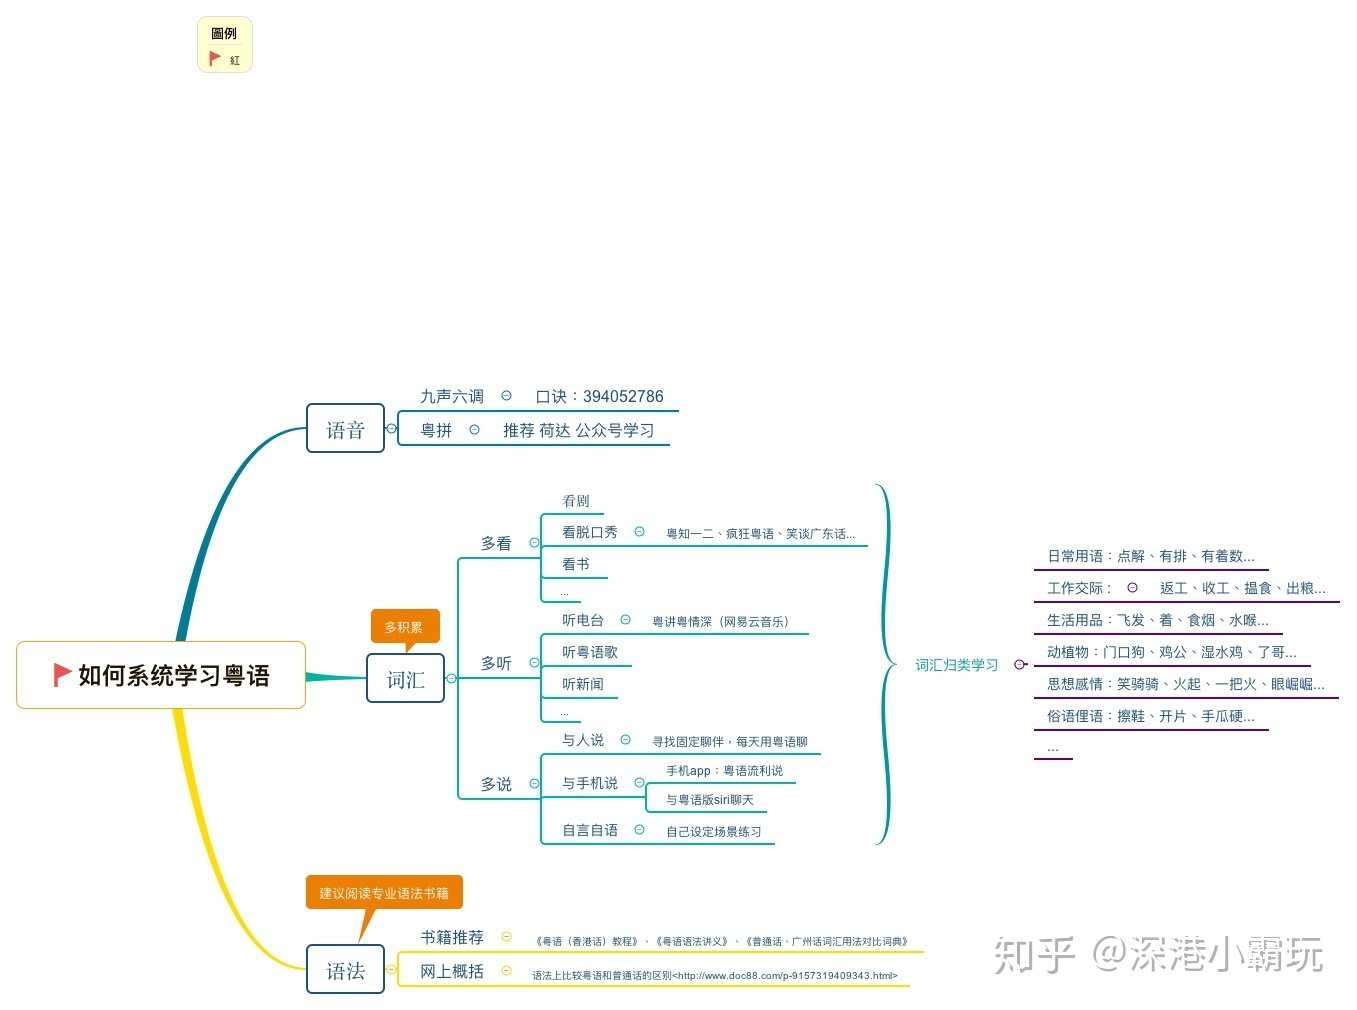 圖例
紅
如何系统学习粤语
语音
九声六调
口诀：394052786
粤拼
推荐 荷达 公众号学习
多积累
词汇
多看
看剧
看脱口秀
粤知一二、疯狂粤语、笑谈广东话...
看书
...
多听
听电台
粤讲粤情深（网易云音乐）
听粤语歌
听新闻
...
多说
与人说
寻找固定聊伴，每天用粤语聊
与手机说
手机app：粤语流利说
与粤语版siri聊天
自言自语
自己设定场景练习
词汇归类学习
日常用语：点解、有排、有着数...
工作交际：
返工、收工、揾食、出粮...
生活用品：飞发、着、食烟、水喉...
动植物：门口狗、鸡公、湿水鸡、了哥...
思想感情：笑骑骑、火起、一把火、眼崛崛...
俗语俚语：擦鞋、开片、手瓜硬...
...
建议阅读专业语法书籍
语法
书籍推荐
《粤语（香港话）教程》、《粤语语法讲义》、《普通话、广州话词汇用法对比词典》
网上概括
语法上比较粤语和普通话的区别<http://www.doc88.com/p-9157319409343.html>
知乎 @深港小霸玩